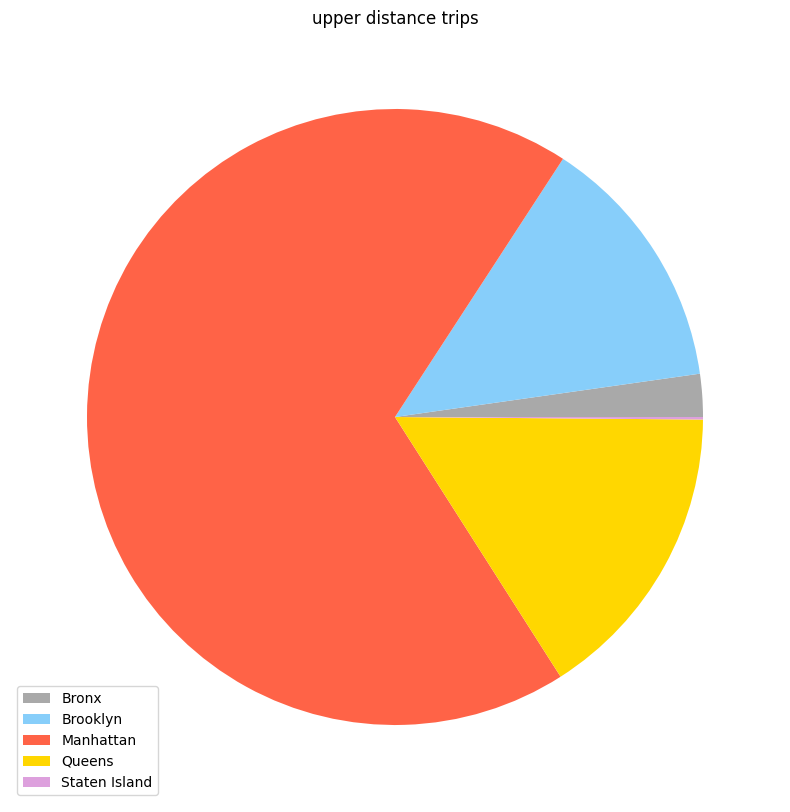 upper distance trips
Bronx
Brooklyn
Manhattan
Queens
Staten Island